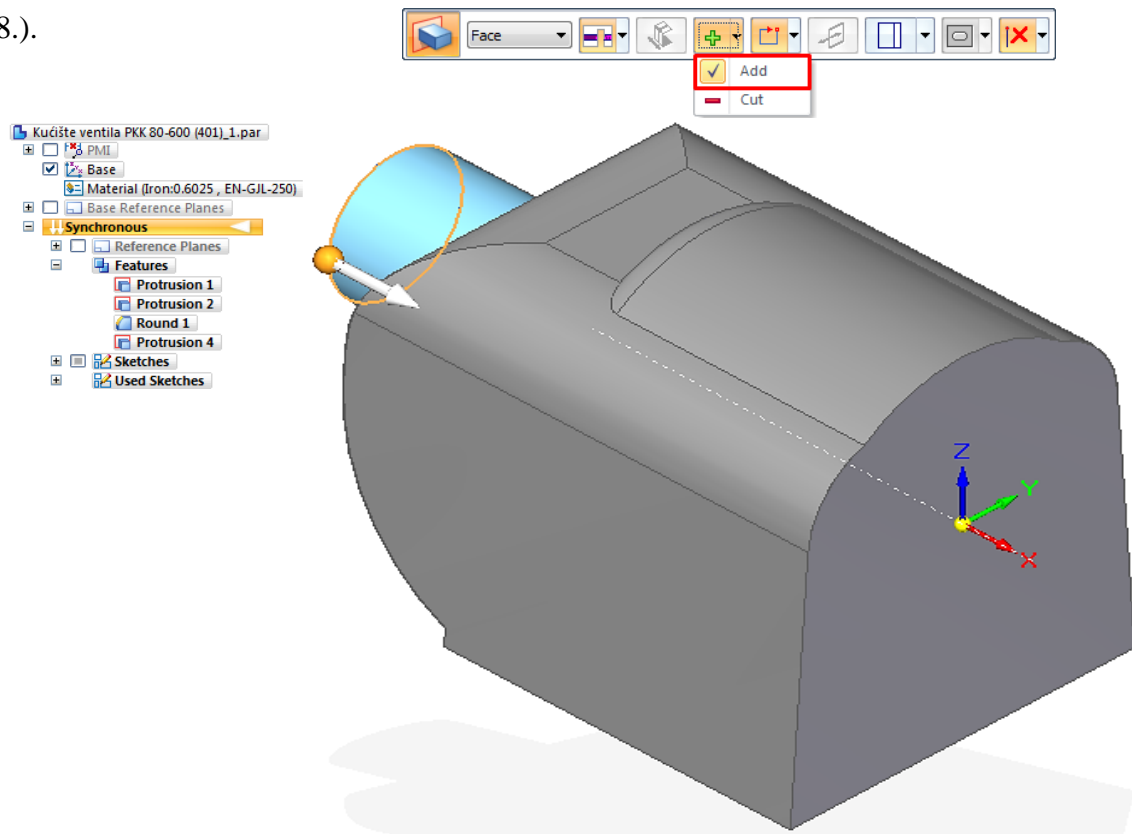 8.).
Face
Add
Cut
Kućište ventila PKK 80-600 (401)_1.par
PMI
Base
Material (Iron:0.6025 , EN-GJL-250)
Base Reference Planes
Synchronous
Reference Planes
Features
Protrusion 1
Protrusion 2
Round 1
Protrusion 4
Sketches
Used Sketches
Z
Y
X